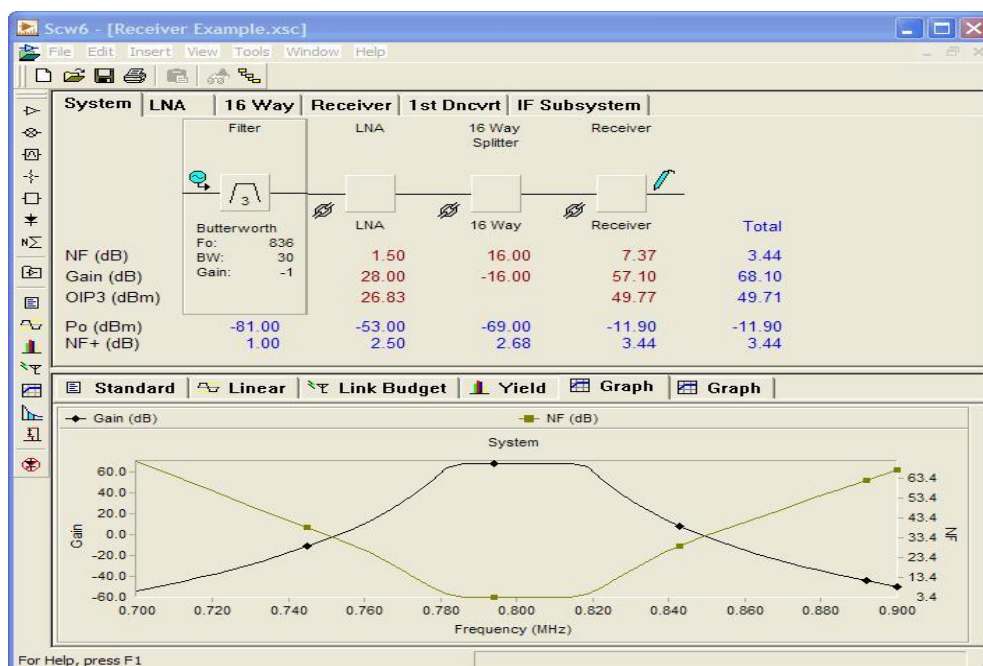 Scw6 - [Receiver Example.xsc]
File Edit Insert View Tools Window Help
System LNA 16 Way Receiver 1st Dncvrt IF Subsystem
Filter LNA 16 Way Splitter Receiver
3
Butterworth LNA 16 Way Receiver Total
Fo: 836
BW: 30
Gain: -1
NF (dB) 1.50 16.00 7.37 3.44
Gain (dB) 28.00 -16.00 57.10 68.10
OIP3 (dBm) 26.83 49.77 49.71
Po (dBm) -81.00 -53.00 -69.00 -11.90 -11.90
NF+ (dB) 1.00 2.50 2.68 3.44 3.44
NΣ
Standard Linear Link Budget Yield Graph Graph
Gain (dB) NF (dB)
System
60.0 63.4
40.0 53.4
20.0 43.4
0.0 33.4
-20.0 23.4
-40.0 13.4
-60.0 3.4
Gain
NF
0.700 0.720 0.740 0.760 0.780 0.800 0.820 0.840 0.860 0.880 0.900
Frequency (MHz)
For Help, press F1